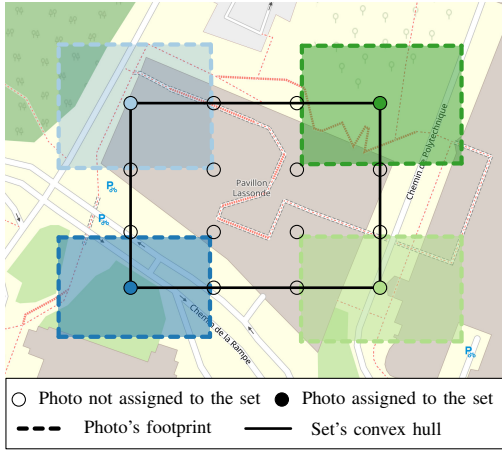 Pavillon
Lassonde
Chemin de Polytechnique
P
P
Chemin de la Rampe
P
Photo not assigned to the set
Photo assigned to the set
Photo's footprint
Set's convex hull